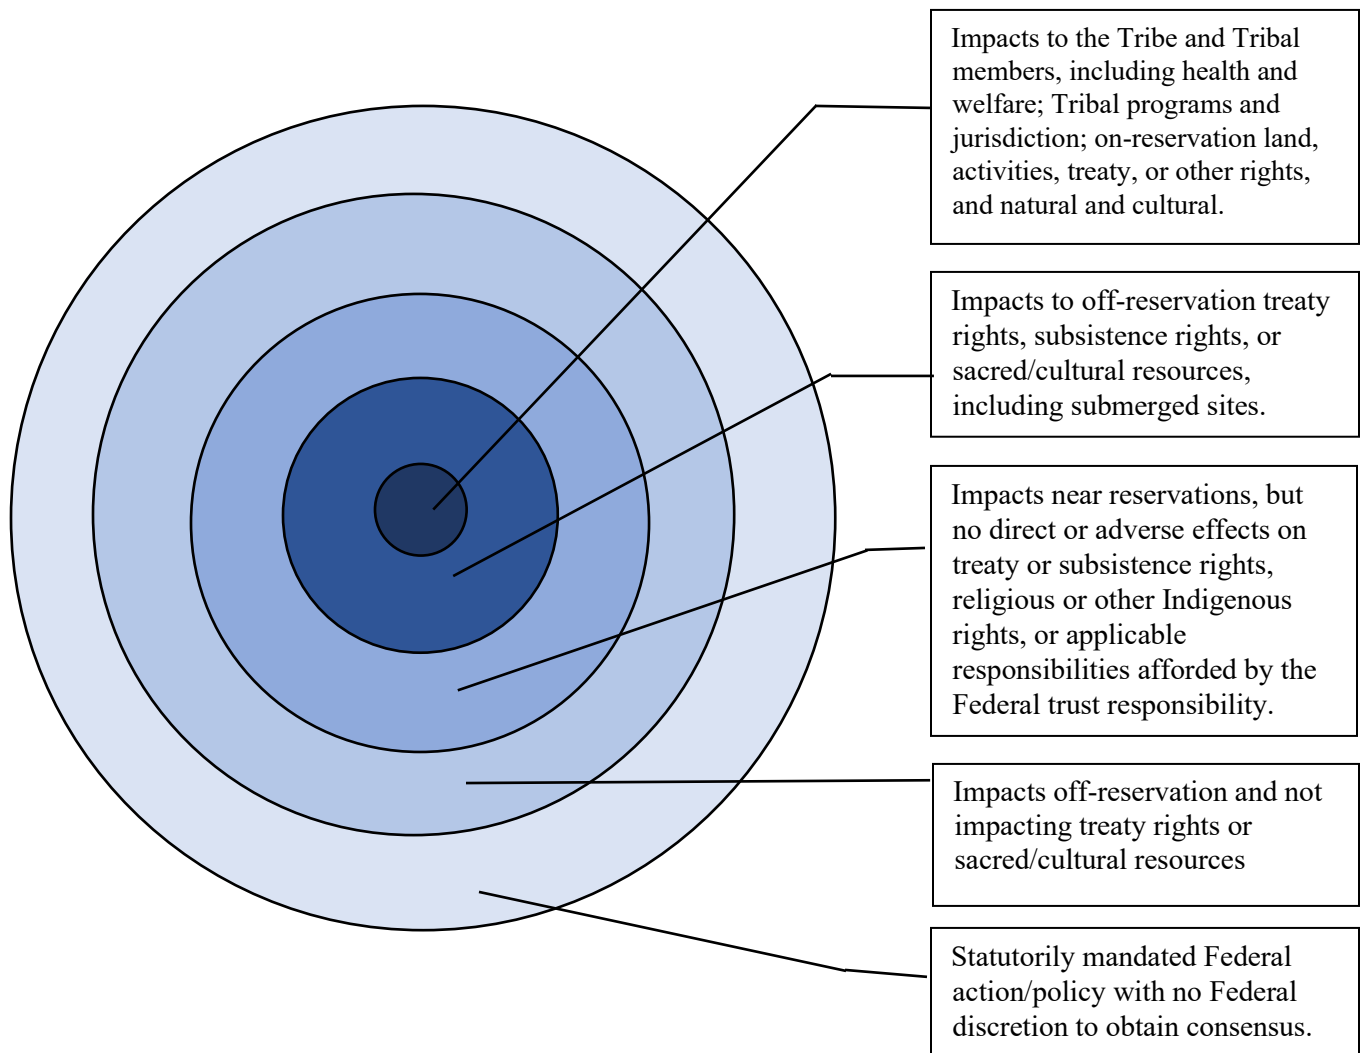 Impacts to the Tribe and Tribal
members, including health and
welfare; Tribal programs and
jurisdiction; on-reservation land,
activities, treaty, or other rights,
and natural and cultural.
Impacts to off-reservation treaty
rights, subsistence rights, or
sacred/cultural resources,
including submerged sites.
Impacts near reservations, but
no direct or adverse effects on
treaty or subsistence rights,
religious or other Indigenous
rights, or applicable
responsibilities afforded by the
Federal trust responsibility.
Impacts off-reservation and not
impacting treaty rights or
sacred/cultural resources
Statutorily mandated Federal
action/policy with no Federal
discretion to obtain consensus.